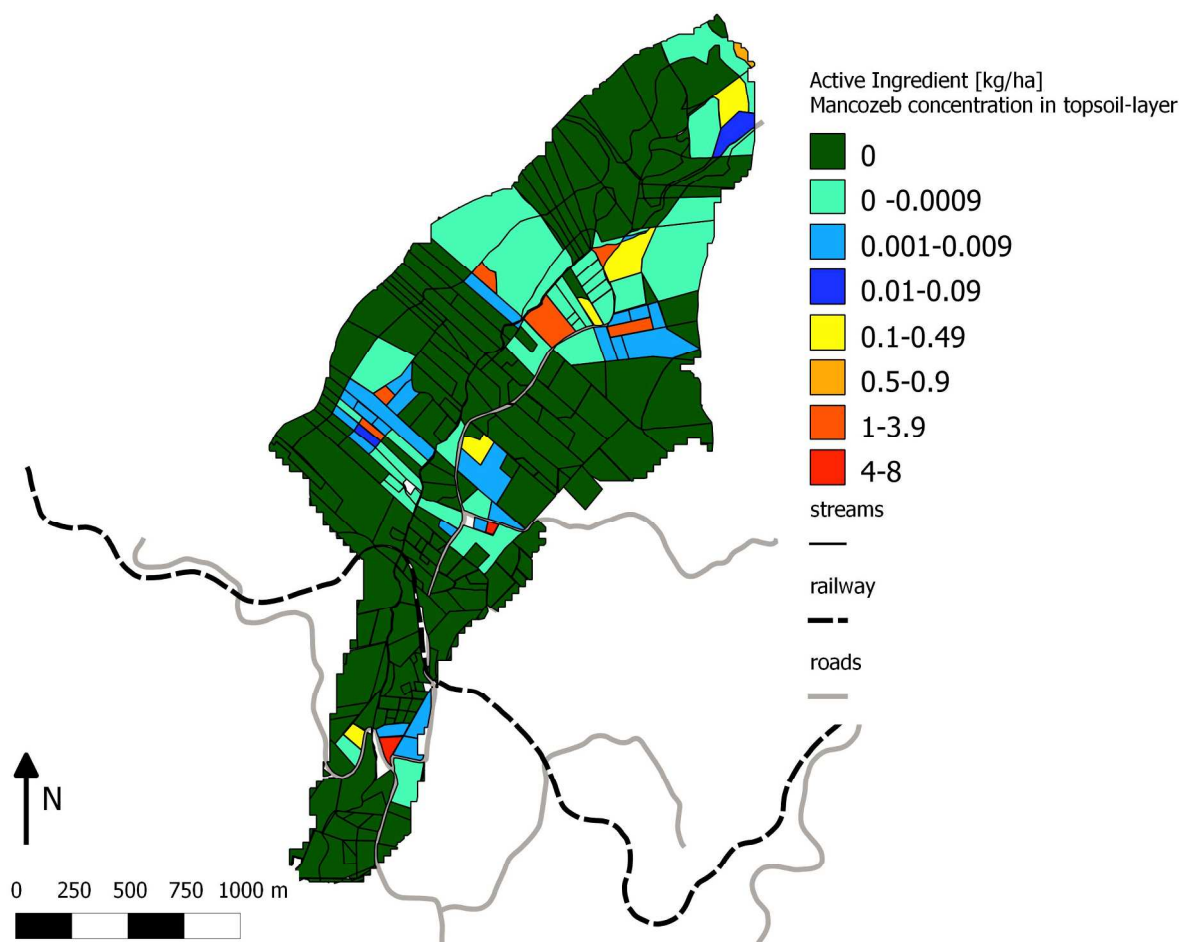 Active Ingredient [kg/ha]
Mancozeb concentration in topsoil-layer
0
0 -0.0009
0.001-0.009
0.01-0.09
0.1-0.49
0.5-0.9
1-3.9
4-8
streams
railway
roads
N
0 250 500 750 1000 m